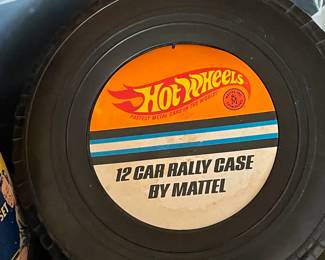 HOT WHEELS
FASTEST METAL CARS IN THE WORLD!
12 CAR RALLY CASE
BY MATTEL